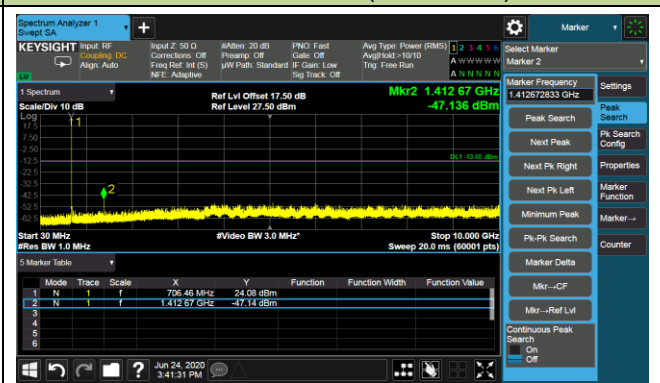 Spectrum Analyzer 1
Swept SA
+
Marker
KEYSIGHT
Input: RF
Coupling: DC
Align: Auto
Input Z: 50 Ω
Corrections: Off
Freq Ref: Int (S)
NFE: Adaptive
#Atten: 20 dB
Preamp: Off
µW Path: Standard
PNO: Fast
Gate: Off
IF Gain: Low
Sig Track: Off
Avg Type: Power (RMS)
Avg|Hold:>10/10
Trig: Free Run
1 2 3 4 5 6
A W W W W W
A N N N N N
LXI
Select Marker
Marker 2
1 Spectrum
Scale/Div 10 dB
Ref Lvl Offset 17.50 dB
Ref Level 27.50 dBm
Mkr2 1.412 67 GHz
-47.136 dBm
Log
17.5
7.50
-2.50
-12.5
-22.5
-32.5
-42.5
-52.5
-62.5
1
2
DL1 -13.00 dBm
Start 30 MHz
#Res BW 1.0 MHz
#Video BW 3.0 MHz*
Stop 10.000 GHz
Sweep 20.0 ms (60001 pts)
5 Marker Table
Mode Trace Scale X Y Function Function Width Function Value
1 N 1 f 706.46 MHz 24.08 dBm
2 N 1 f 1.412 67 GHz -47.14 dBm
3
4
5
6
Marker Frequency
1.412672833 GHz
Peak Search
Next Peak
Next Pk Right
Next Pk Left
Minimum Peak
Pk-Pk Search
Marker Delta
Mkr→CF
Mkr→Ref Lvl
Continuous Peak
Search
On
Off
Settings
Peak
Search
Pk Search
Config
Properties
Marker
Function
Marker→
Counter
?
Jun 24, 2020
3:41:31 PM